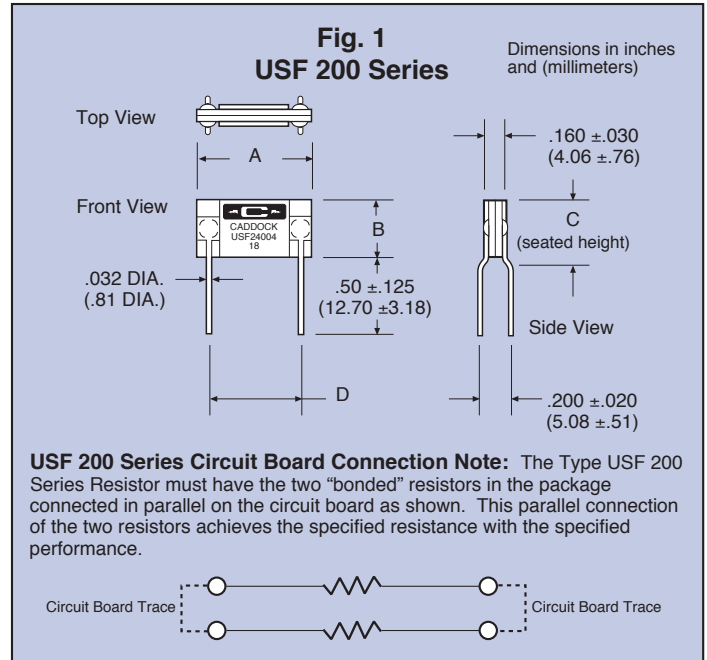 Fig. 1
USF 200 Series
Dimensions in inches
and (millimeters)
Top View
A
.160 ±.030
(4.06 ±.76)
Front View
CADDOCK
USF24004
18
B
C
(seated height)
.032 DIA.
(.81 DIA.)
.50 ±.125
(12.70 ±3.18)
Side View
D
.200 ±.020
(5.08 ±.51)
USF 200 Series Circuit Board Connection Note: The Type USF 200
Series Resistor must have the two “bonded” resistors in the package
connected in parallel on the circuit board as shown. This parallel connection
of the two resistors achieves the specified resistance with the specified
performance.
Circuit Board Trace
Circuit Board Trace